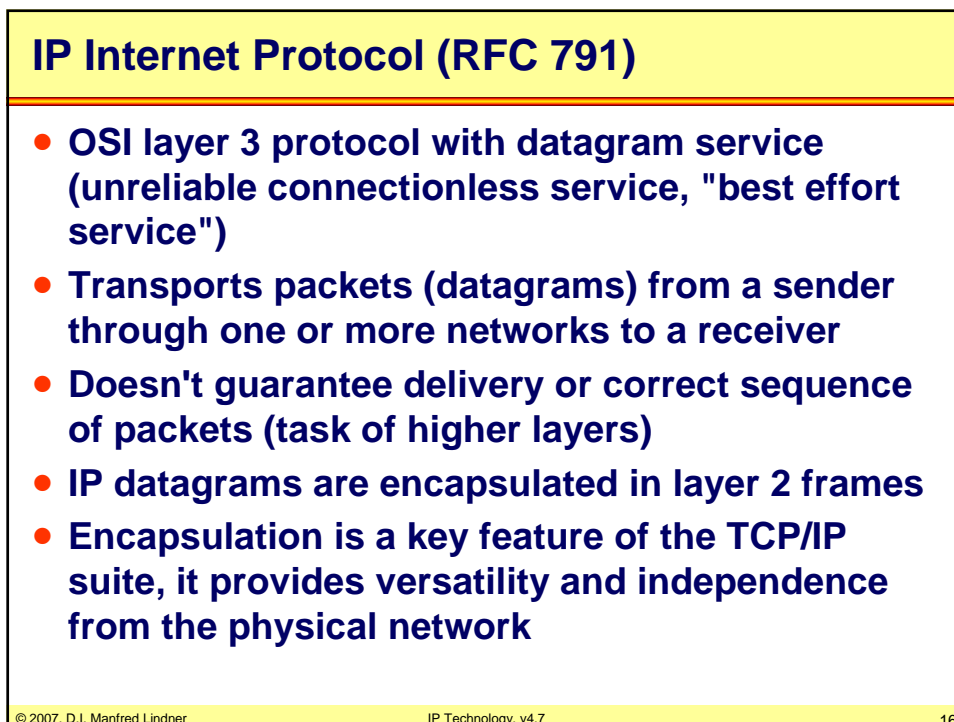 IP Internet Protocol (RFC 791)
• OSI layer 3 protocol with datagram service
(unreliable connectionless service, "best effort
service")
• Transports packets (datagrams) from a sender
through one or more networks to a receiver
• Doesn't guarantee delivery or correct sequence
of packets (task of higher layers)
• IP datagrams are encapsulated in layer 2 frames
• Encapsulation is a key feature of the TCP/IP
suite, it provides versatility and independence
from the physical network
© 2007, D.I. Manfred Lindner IP Technology, v4.7 16